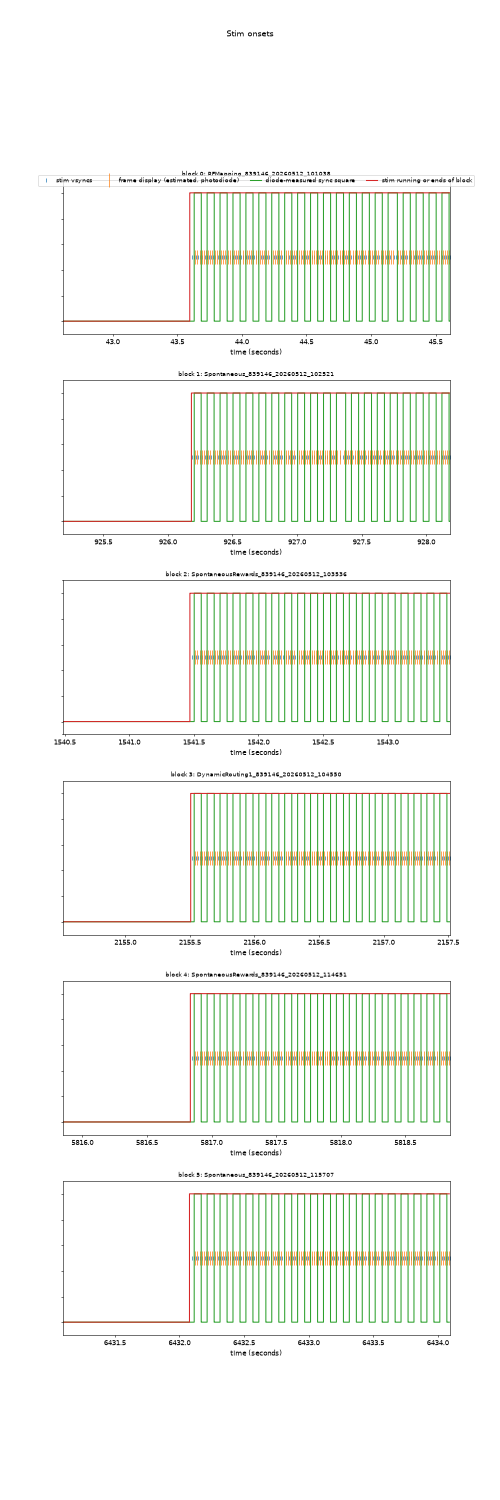 Stim onsets
block 0: RFMapping_839146_20260512_101038
stim vsyncs frame display (estimated, photodiode) diode-measured sync square stim running or ends of block
43.0 43.5 44.0 44.5 45.0 45.5
time (seconds)
block 1: Spontaneous_839146_20260512_102521
925.5 926.0 926.5 927.0 927.5 928.0
time (seconds)
block 2: SpontaneousRewards_839146_20260512_103536
1540.5 1541.0 1541.5 1542.0 1542.5 1543.0
time (seconds)
block 3: DynamicRouting1_839146_20260512_104550
2155.0 2155.5 2156.0 2156.5 2157.0 2157.5
time (seconds)
block 4: SpontaneousRewards_839146_20260512_114651
5816.0 5816.5 5817.0 5817.5 5818.0 5818.5
time (seconds)
block 5: Spontaneous_839146_20260512_115707
6431.5 6432.0 6432.5 6433.0 6433.5 6434.0
time (seconds)